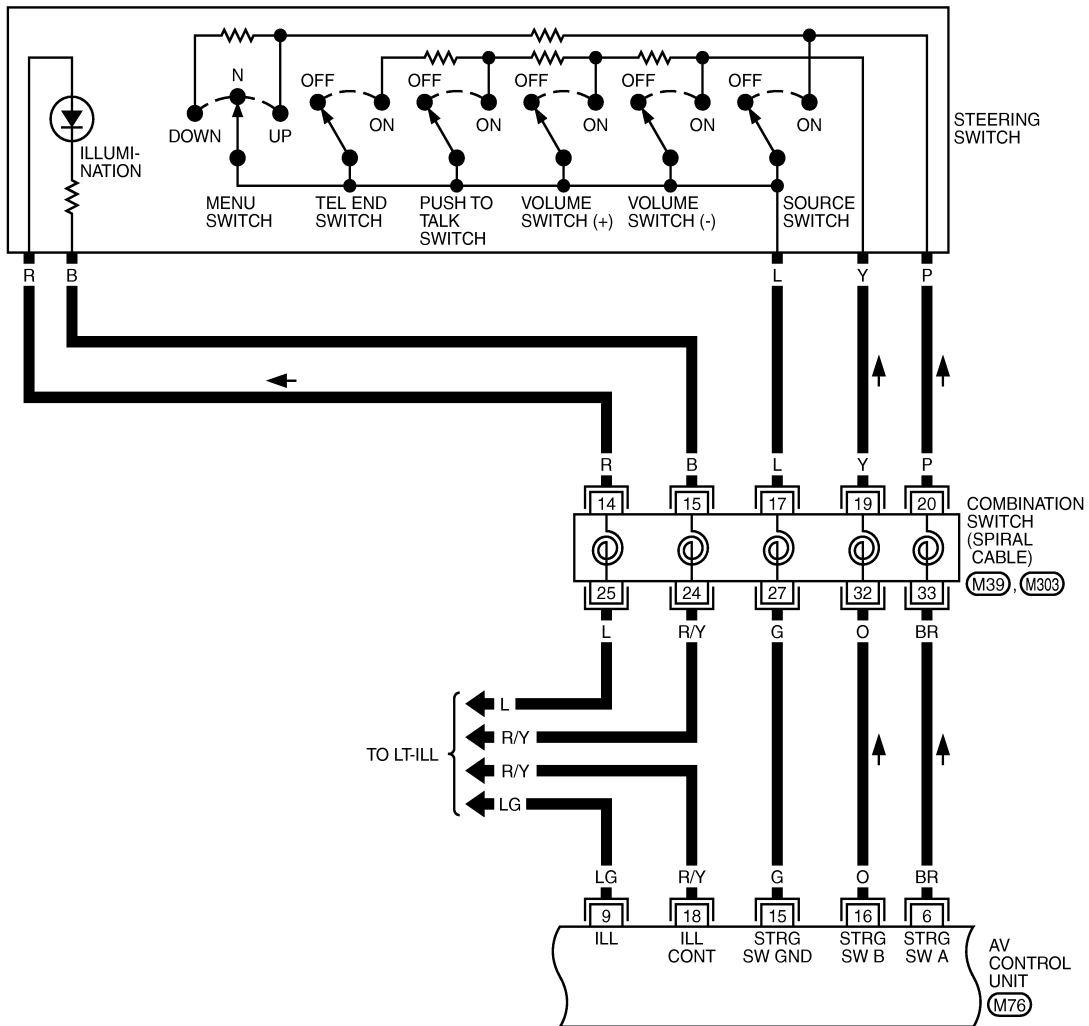 N
OFF
OFF
OFF
OFF
OFF
DOWN
UP
ON
ON
ON
ON
ON
STEERING
SWITCH
ILLUMI-
NATION
MENU
SWITCH
TEL END
SWITCH
PUSH TO
TALK
SWITCH
VOLUME
SWITCH (+)
VOLUME
SWITCH (-)
SOURCE
SWITCH
R
B
L
Y
P
R
B
L
Y
P
14
15
17
19
20
COMBINATION
SWITCH
(SPIRAL
CABLE)
M39 , M303
25
24
27
32
33
L
R/Y
G
O
BR
TO LT-ILL
L
R/Y
R/Y
LG
LG
R/Y
G
O
BR
9
18
15
16
6
ILL
ILL
CONT
STRG
SW GND
STRG
SW B
STRG
SW A
AV
CONTROL
UNIT
M76